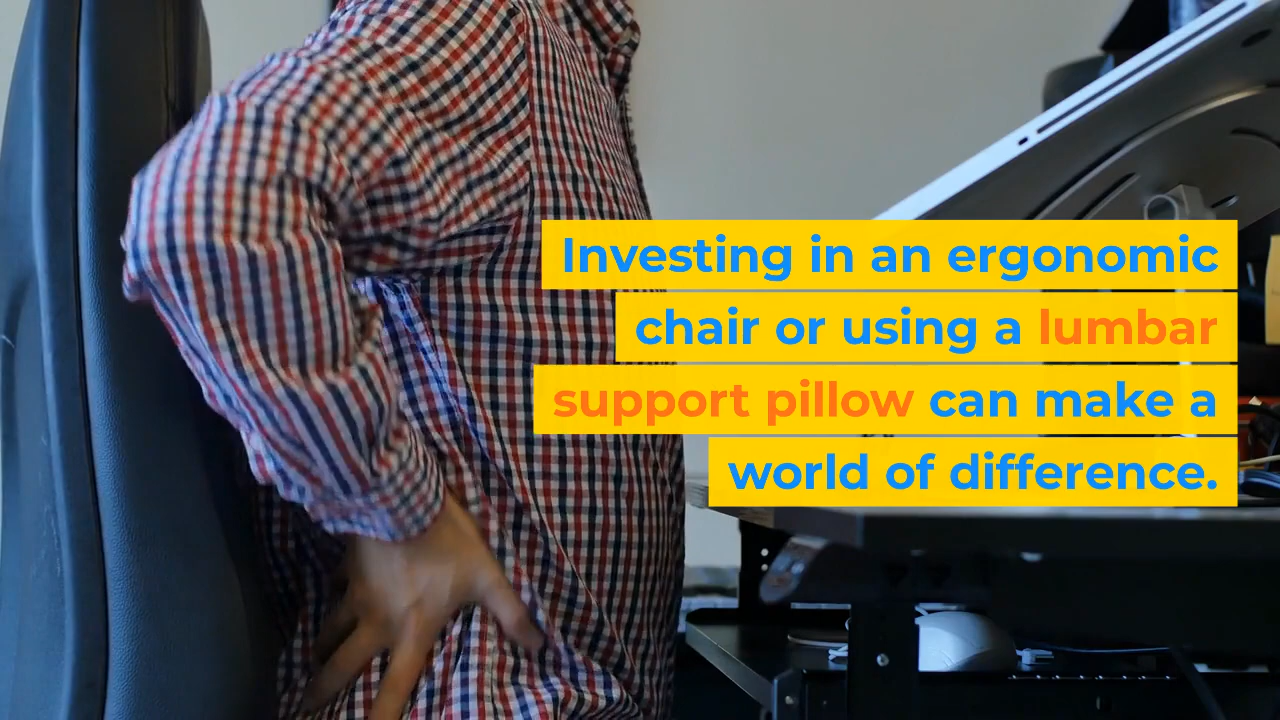 Investing in an ergonomic
chair or using a lumbar
support pillow can make a
world of difference.